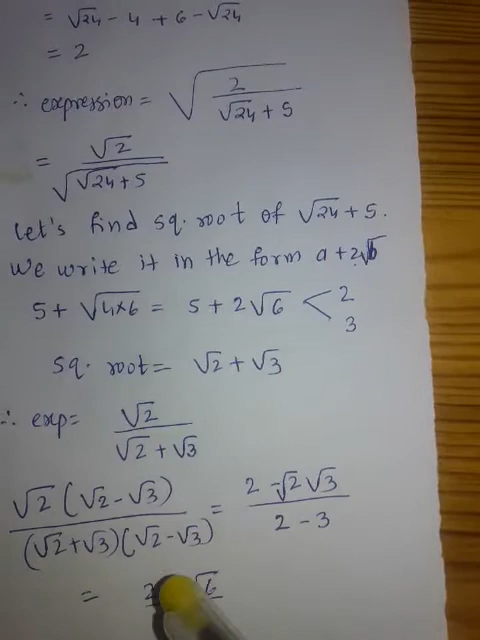 = √24 - 4 + 6 - √24
= 2
∴ expression = √(2/(√24 + 5))
= √2/√(√24 + 5)
Let's find sq. root of √24 + 5.
We write it in the form a + 2√b
5 + √(4×6) = 5 + 2√6 < 2 3
sq. root = √2 + √3
∴ exp = √2/(√2 + √3)
√2 (√2 - √3)/((√2 + √3)(√2 - √3)) = (2 - √2√3)/(2 - 3)
= 2 √6